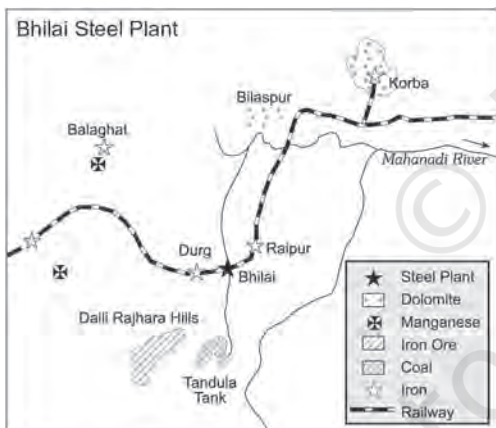 Bhilai Steel Plant
Korba
Bilaspur
Balaghat
Mahanadi River
Durg
Raipur
Bhilai
Dalli Rajhara Hills
Tandula
Tank
Steel Plant
Dolomite
Manganese
Iron Ore
Coal
Iron
Railway
©